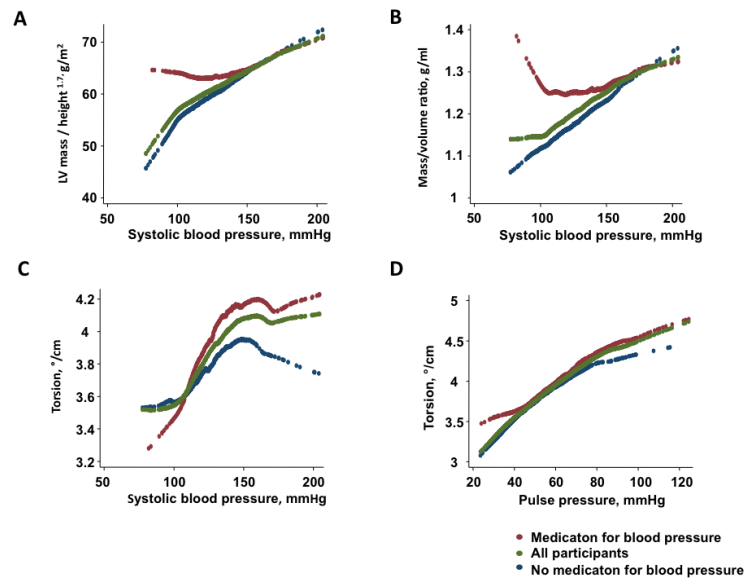 A
LV mass / height 1.7, g/m2
70
60
50
40
50 100 150 200
Systolic blood pressure, mmHg
B
Mass/volume ratio, g/ml
1.4
1.3
1.2
1.1
1
50 100 150 200
Systolic blood pressure, mmHg
C
Torsion, °/cm
4.2
4
3.8
3.6
3.4
3.2
50 100 150 200
Systolic blood pressure, mmHg
D
Torsion, °/cm
5
4.5
4
3.5
3
20 40 60 80 100 120
Pulse pressure, mmHg
Medicaton for blood pressure
All participants
No medicaton for blood pressure